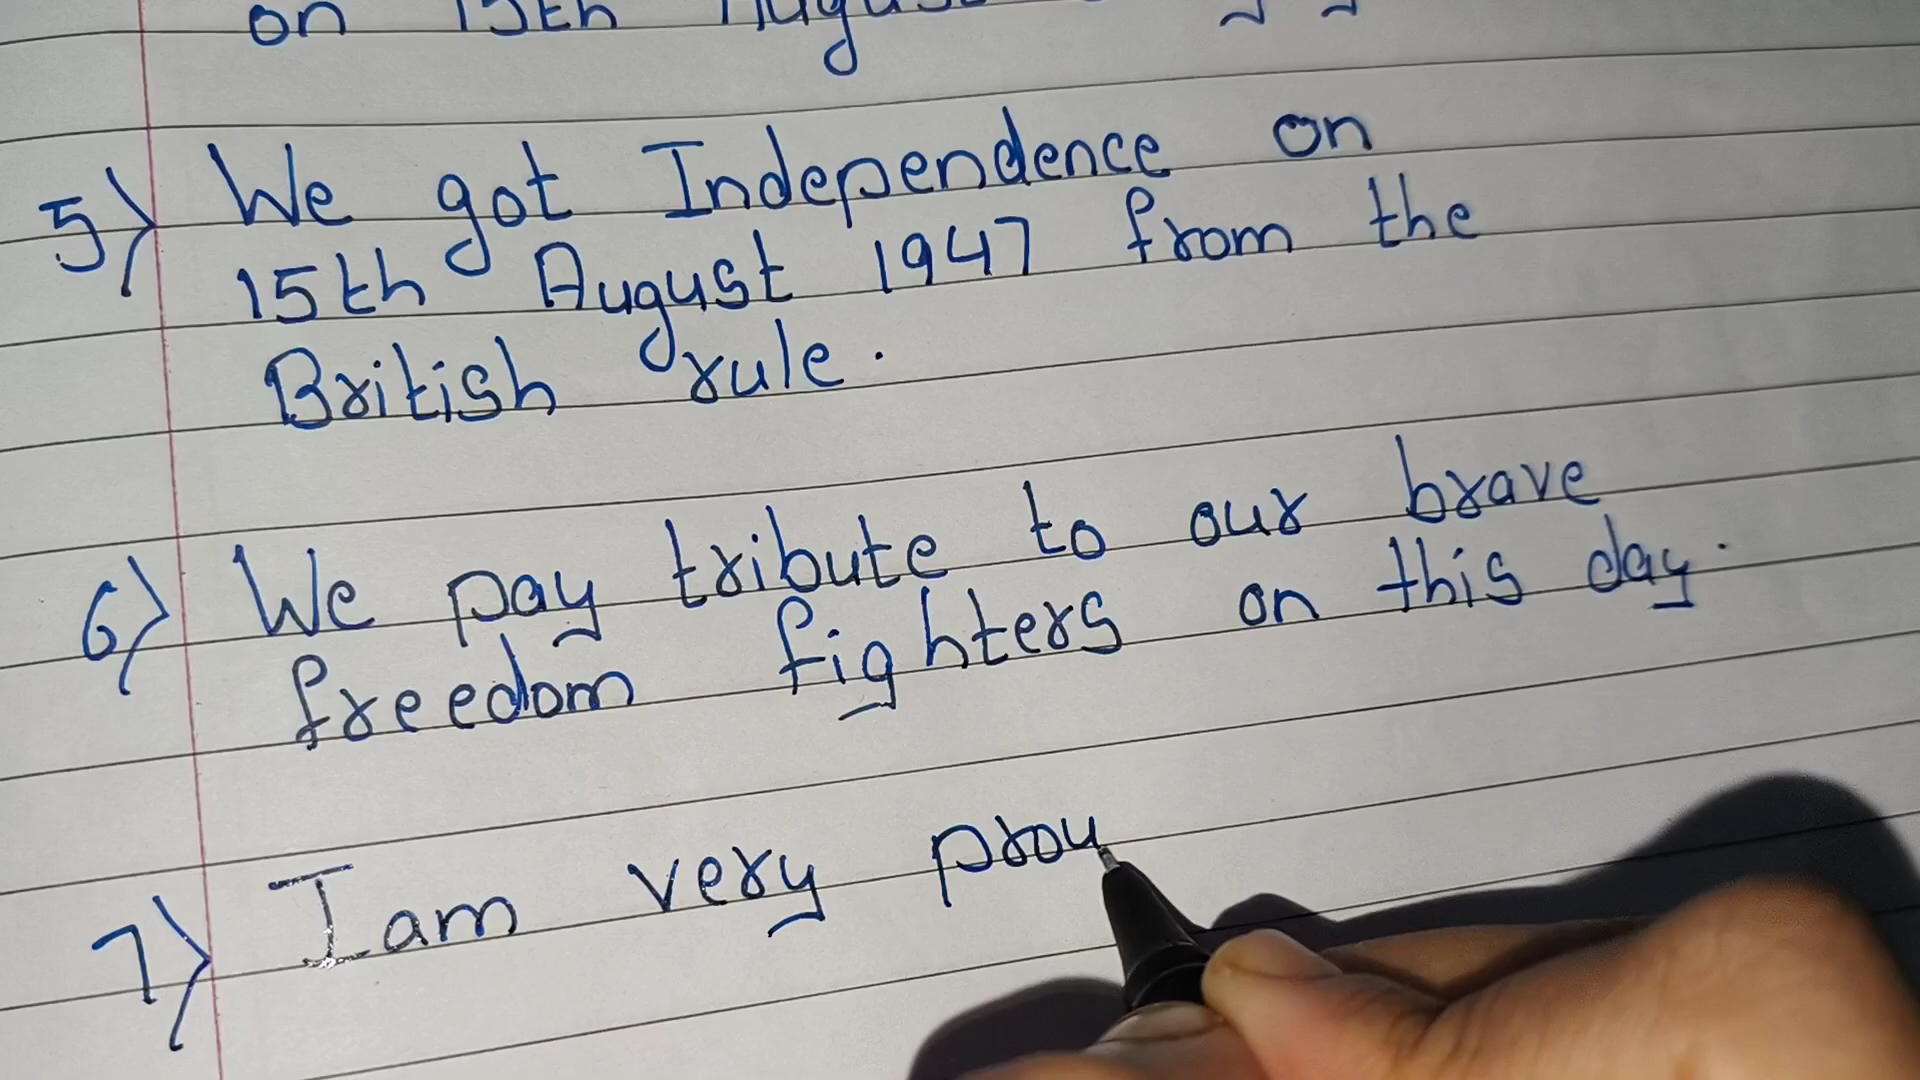 on 15th August
5) We got Independence on
15th August 1947 from the
British rule.
6) We pay tribute to our brave
freedom fighters on this day.
7) I am very prou